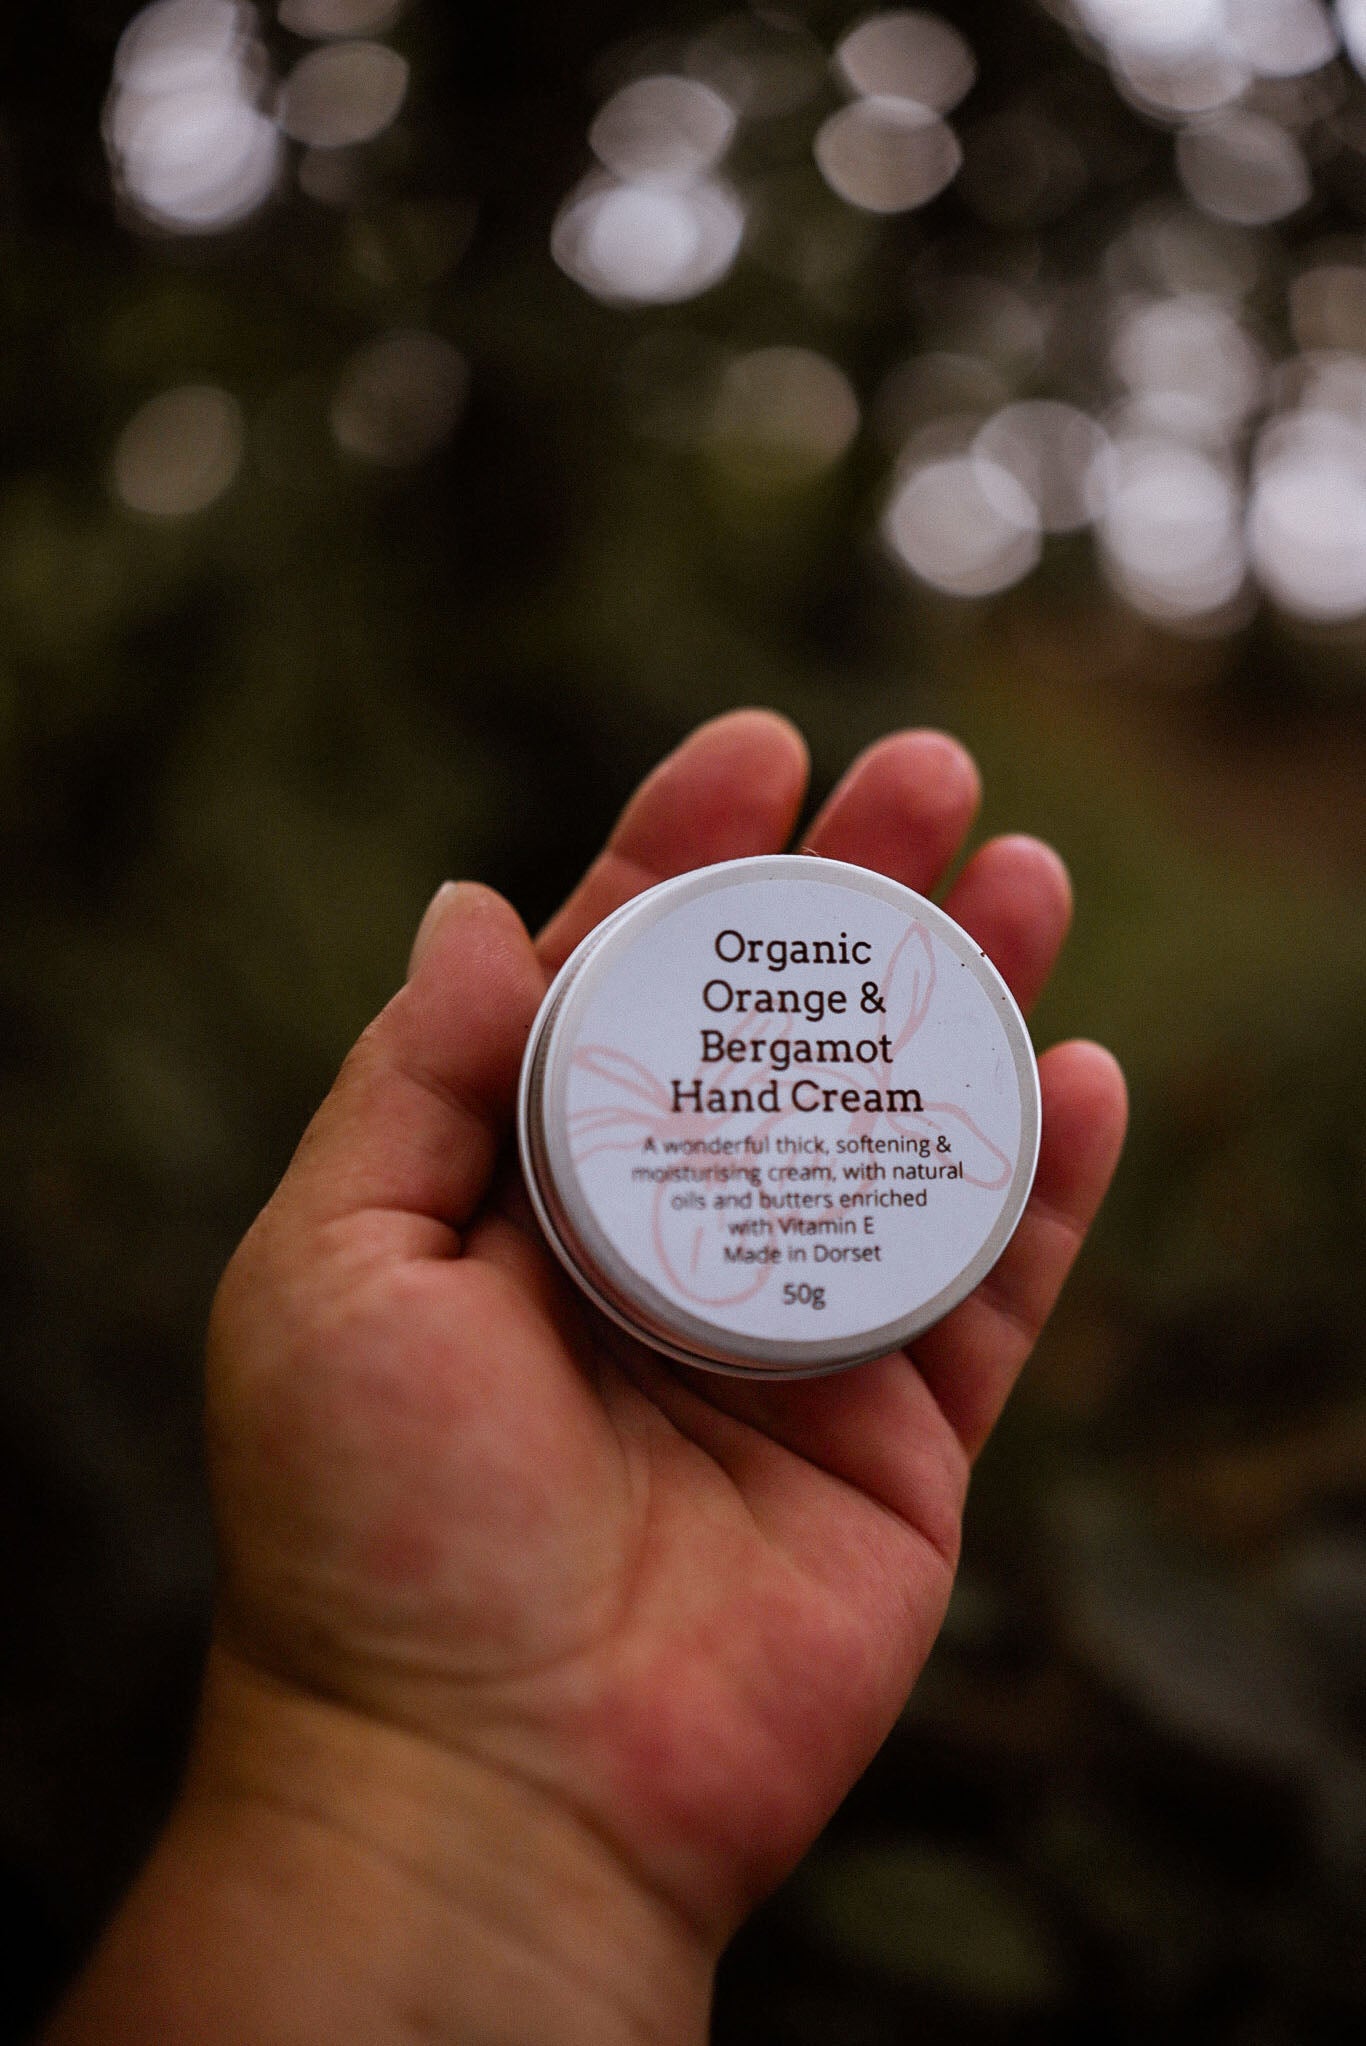 Organic
Orange &
Bergamot
Hand Cream
A wonderful thick, softening &
moisturising cream, with natural
oils and butters enriched
with Vitamin E
Made in Dorset
50g